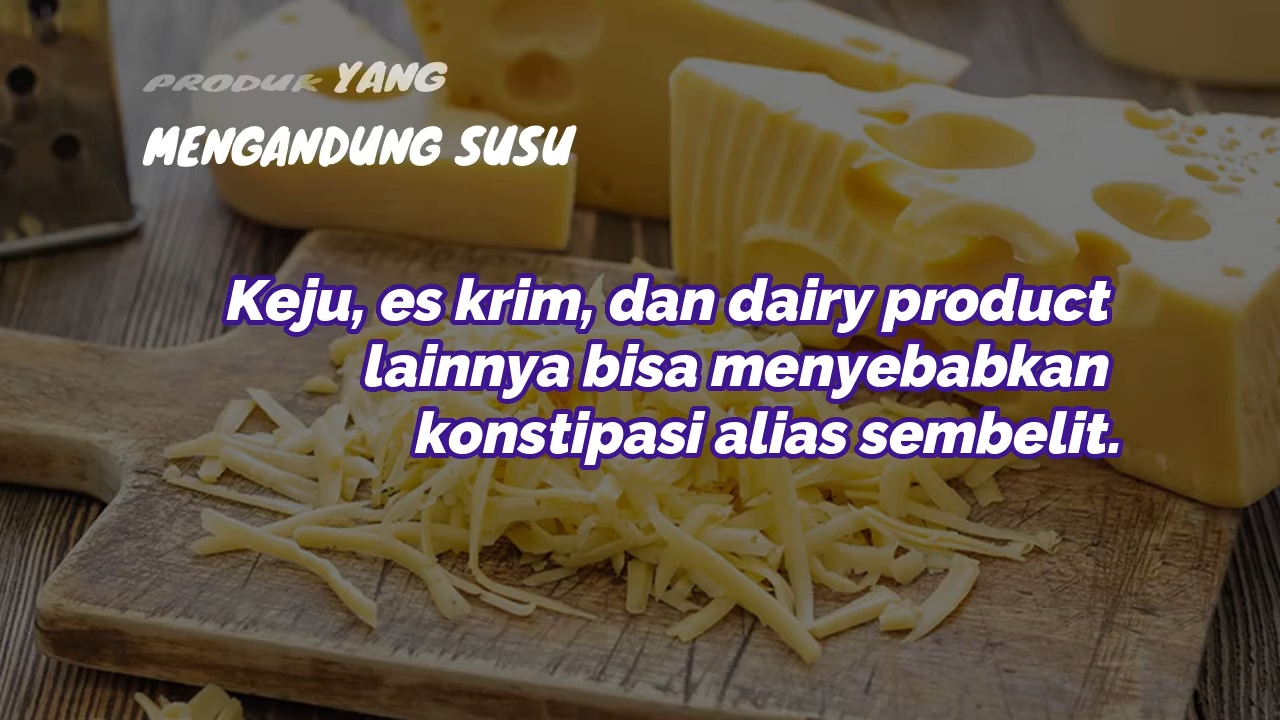 PRODUK YANG
MENGANDUNG SUSU
Keju, es krim, dan dairy product
lainnya bisa menyebabkan
konstipasi alias sembelit.